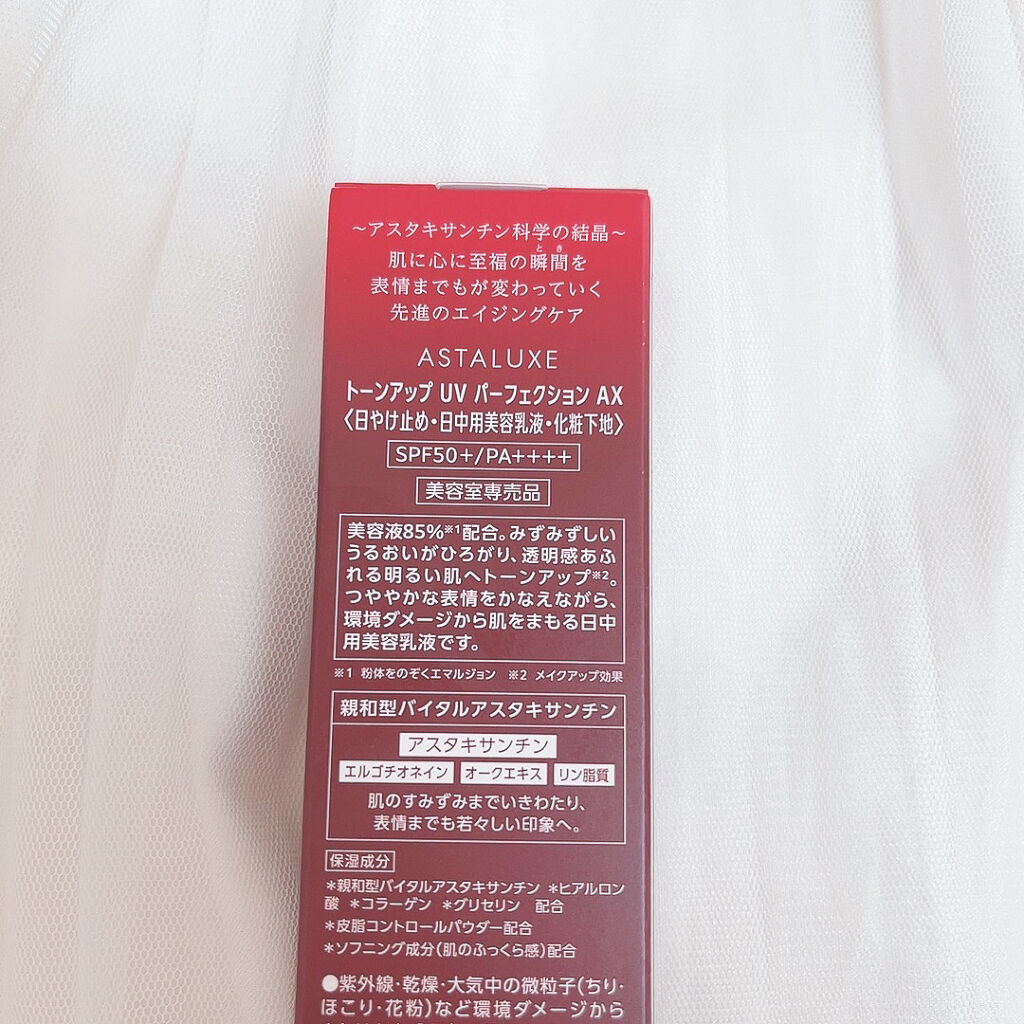 ～アスタキサンチン科学の結晶～
肌に心に至福の瞬間を
とき
表情までもが変わっていく
先進のエイジングケア
ASTALUXE
トーンアップ UV パーフェクション AX
〈日やけ止め・日中用美容乳液・化粧下地〉
SPF50+/PA++++
美容室専売品
美容液85%※1配合。みずみずしい
うるおいがひろがり、透明感あふ
れる明るい肌へトーンアップ※2。
つややかな表情をかなえながら、
環境ダメージから肌をまもる日中
用美容乳液です。
※1 粉体をのぞくエマルジョン ※2 メイクアップ効果
親和型バイタルアスタキサンチン
アスタキサンチン
エルゴチオネイン オークエキス リン脂質
肌のすみずみまでいきわたり、
表情までも若々しい印象へ。
保湿成分
＊親和型バイタルアスタキサンチン ＊ヒアルロン
酸 ＊コラーゲン ＊グリセリン 配合
＊皮脂コントロールパウダー配合
＊ソフニング成分(肌のふっくら感)配合
●紫外線・乾燥・大気中の微粒子(ちり・
ほこり・花粉)など環境ダメージから